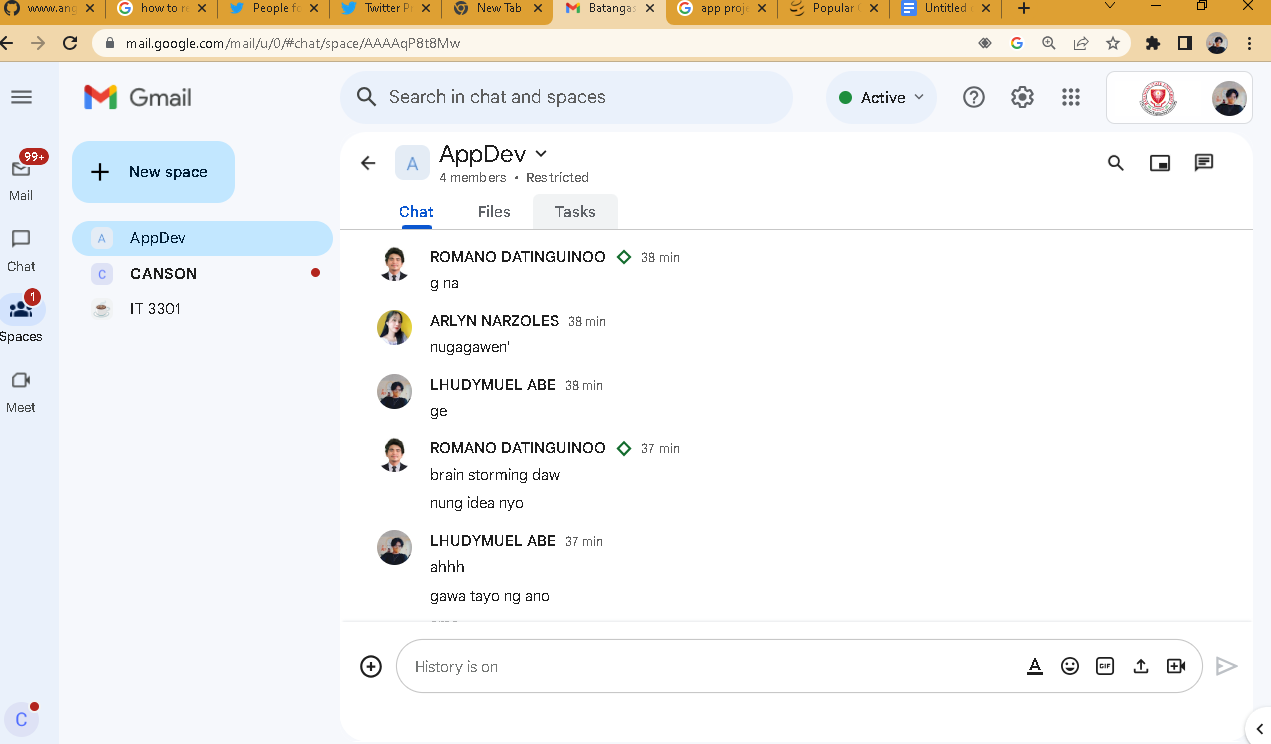 www.ang
how to re
People fo
Twitter P
New Tab
Batangas
app proje
Popular
Untitled
mail.google.com/mail/u/0/#chat/space/AAAAqP8t8Mw
Gmail
Search in chat and spaces
Active
99+
Mail
Chat
1
Spaces
Meet
C
New space
A AppDev
C CANSON
IT 3301
A
AppDev
4 members • Restricted
Chat Files Tasks
ROMANO DATINGUINOO 38 min
g na
ARLYN NARZOLES 38 min
nugagawen'
LHUDYMUEL ABE 38 min
ge
ROMANO DATINGUINOO 37 min
brain storming daw
nung idea nyo
LHUDYMUEL ABE 37 min
ahhh
gawa tayo ng ano
History is on
A GIF